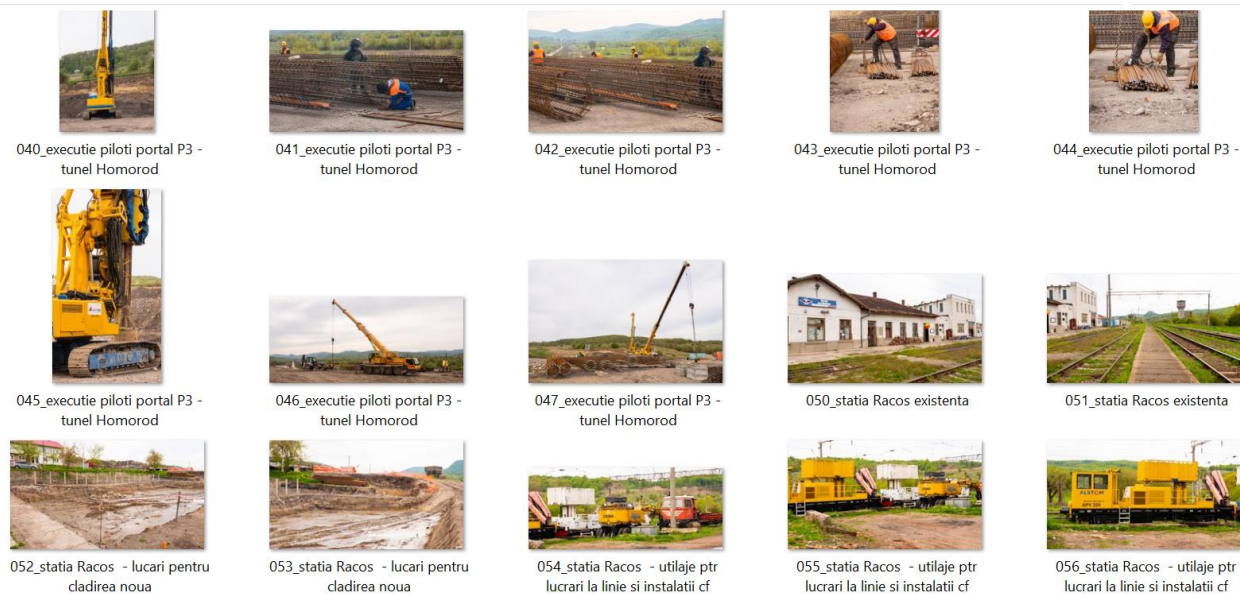 040_executie piloti portal P3 -
tunel Homorod
041_executie piloti portal P3 -
tunel Homorod
042_executie piloti portal P3 -
tunel Homorod
043_executie piloti portal P3 -
tunel Homorod
044_executie piloti portal P3 -
tunel Homorod
045_executie piloti portal P3 -
tunel Homorod
046_executie piloti portal P3 -
tunel Homorod
047_executie piloti portal P3 -
tunel Homorod
050_statia Racos existenta
051_statia Racos existenta
ALSTOM
052_statia Racos - lucari pentru
cladirea noua
053_statia Racos - lucari pentru
cladirea noua
054_statia Racos - utilaje ptr
lucrari la linie si instalatii cf
055_statia Racos - utilaje ptr
lucrari la linie si instalatii cf
056_statia Racos - utilaje ptr
lucrari la linie si instalatii cf